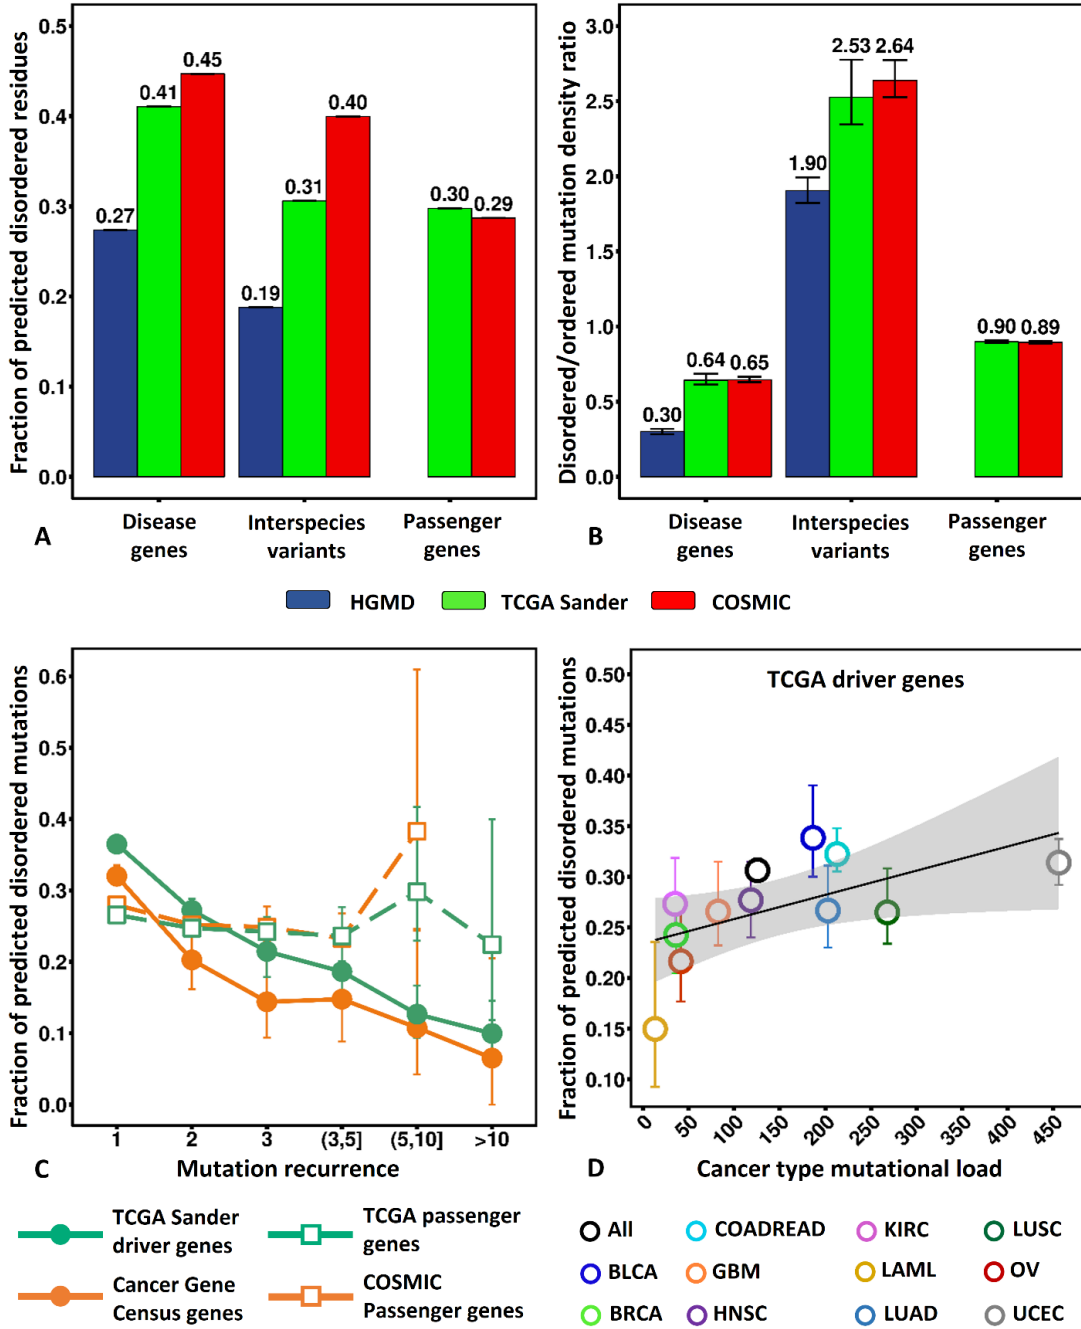 Fraction of predicted disordered residues
0.5
0.4
0.3
0.2
0.1
0.0
0.27
0.41
0.45
0.19
0.31
0.40
0.30
0.29
Disease genes
Interspecies variants
Passenger genes
A
Disordered/ordered mutation density ratio
3.0
2.5
2.0
1.5
1.0
0.5
0.0
0.30
0.64
0.65
1.90
2.53
2.64
0.90
0.89
Disease genes
Interspecies variants
Passenger genes
B
HGMD
TCGA Sander
COSMIC
Fraction of predicted disordered mutations
0.6
0.5
0.4
0.3
0.2
0.1
0.0
1
2
3
(3,5]
(5,10]
>10
C
Mutation recurrence
TCGA Sander driver genes
TCGA passenger genes
Cancer Gene Census genes
COSMIC Passenger genes
Fraction of predicted disordered mutations
TCGA driver genes
0.50
0.45
0.40
0.35
0.30
0.25
0.20
0.15
0.10
0
50
100
150
200
250
300
350
400
450
D
Cancer type mutational load
All
COADREAD
KIRC
LUSC
BLCA
GBM
LAML
OV
BRCA
HNSC
LUAD
UCEC